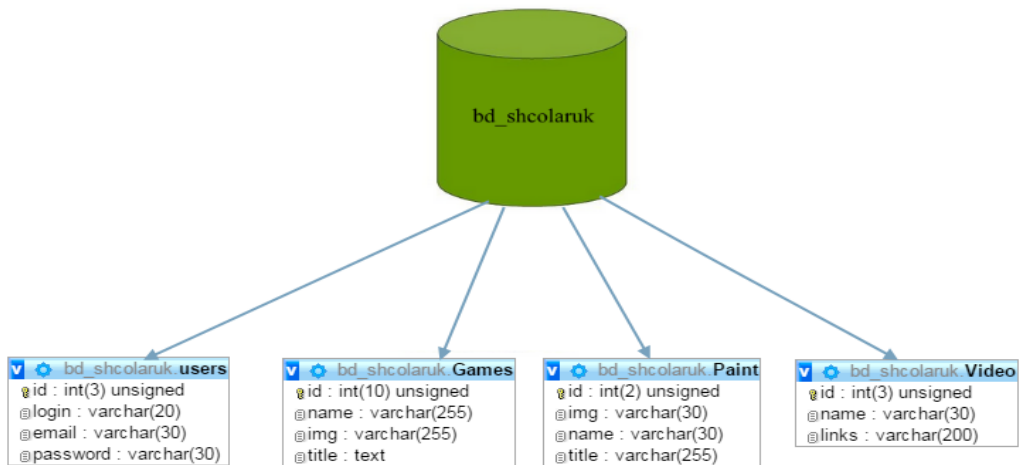 bd_shcolaruk
v bd_shcolaruk.users
id : int(3) unsigned
login : varchar(20)
email : varchar(30)
password : varchar(30)
v bd_shcolaruk.Games
id : int(10) unsigned
name : varchar(255)
img : varchar(255)
title : text
v bd_shcolaruk.Paint
id : int(2) unsigned
img : varchar(30)
name : varchar(30)
title : varchar(255)
v bd_shcolaruk.Video
id : int(3) unsigned
name : varchar(30)
links : varchar(200)